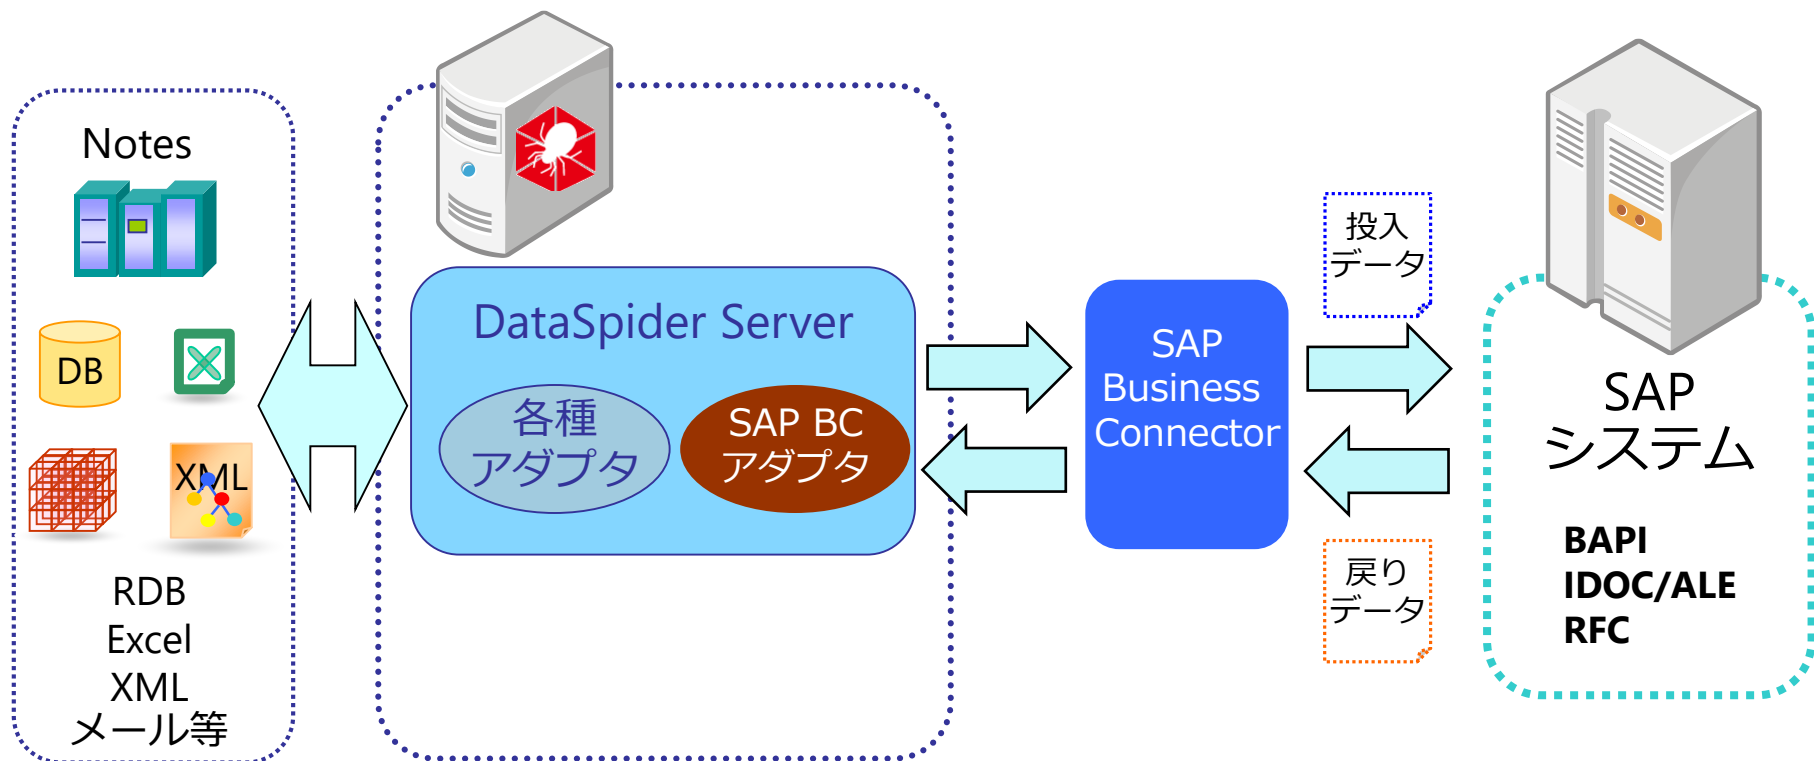 Notes
DB
XML
RDB
Excel
XML
メール等
DataSpider Server
各種
アダプタ
SAP BC
アダプタ
SAP
Business
Connector
投入
データ
戻り
データ
SAP
システム
BAPI
IDOC/ALE
RFC